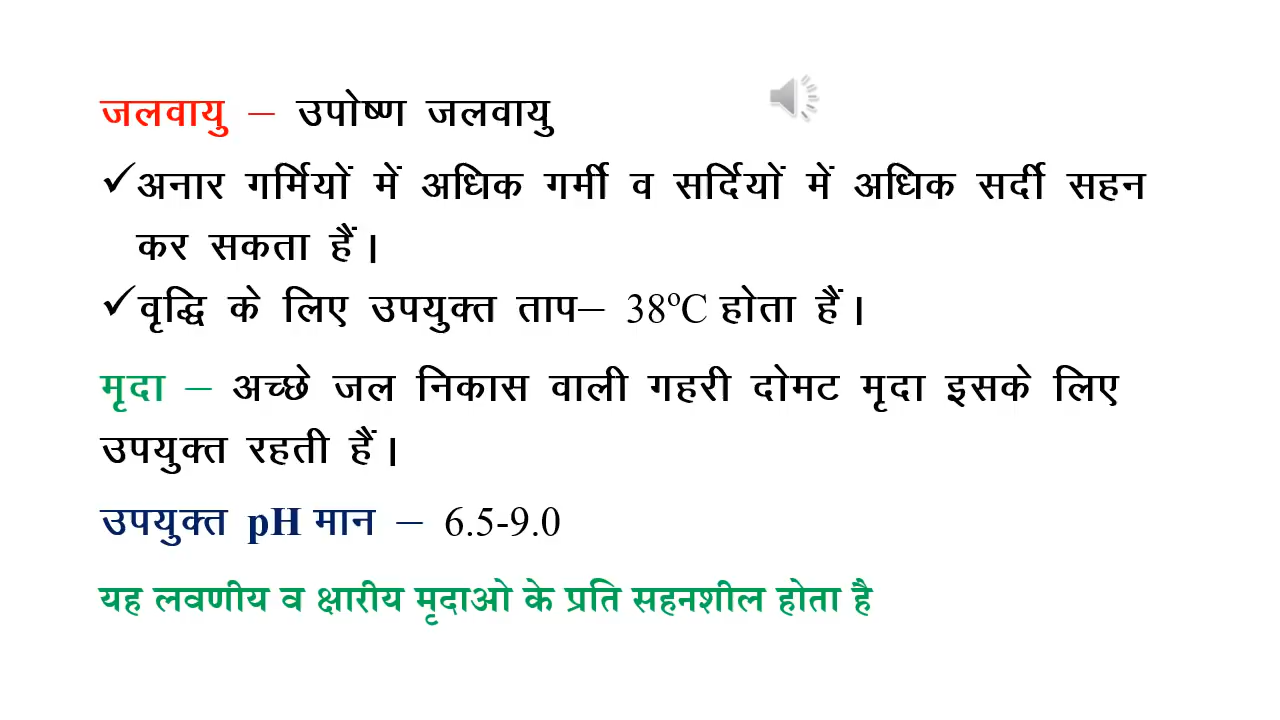 जलवायु – उपोष्ण जलवायु
✓अनार गर्मियों में अधिक गर्मी व सर्दियों में अधिक सर्दी सहन
कर सकता हैं।
✓वृद्धि के लिए उपयुक्त ताप– 38ºC होता हैं।
मृदा – अच्छे जल निकास वाली गहरी दोमट मृदा इसके लिए
उपयुक्त रहती हैं।
उपयुक्त pH मान – 6.5-9.0
यह लवणीय व क्षारीय मृदाओ के प्रति सहनशील होता है